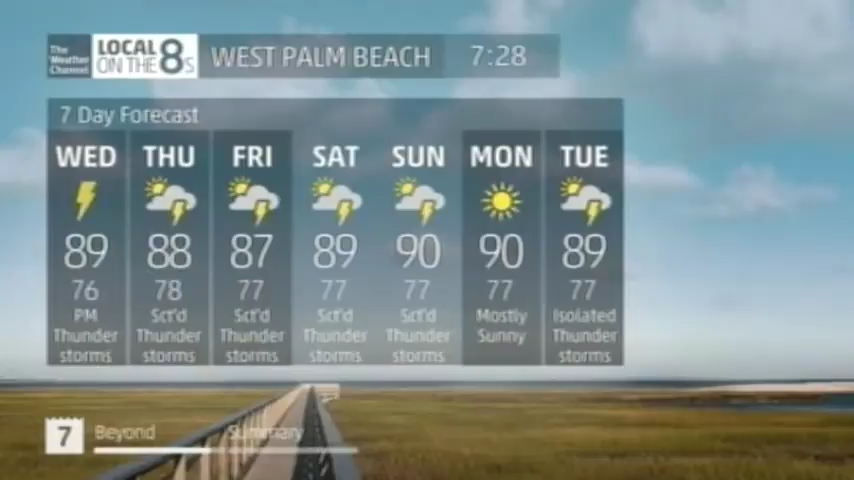 The Weather Channel LOCAL ON THE 8s WEST PALM BEACH 7:28
7 Day Forecast
WED THU FRI SAT SUN MON TUE
89 88 87 89 90 90 89
76 78 77 77 77 77 77
PM Sct'd Sct'd Sct'd Sct'd Mostly Isolated
Thunder Thunder Thunder Thunder Thunder Sunny Thunder
storms storms storms storms storms storms
7 Beyond Summary